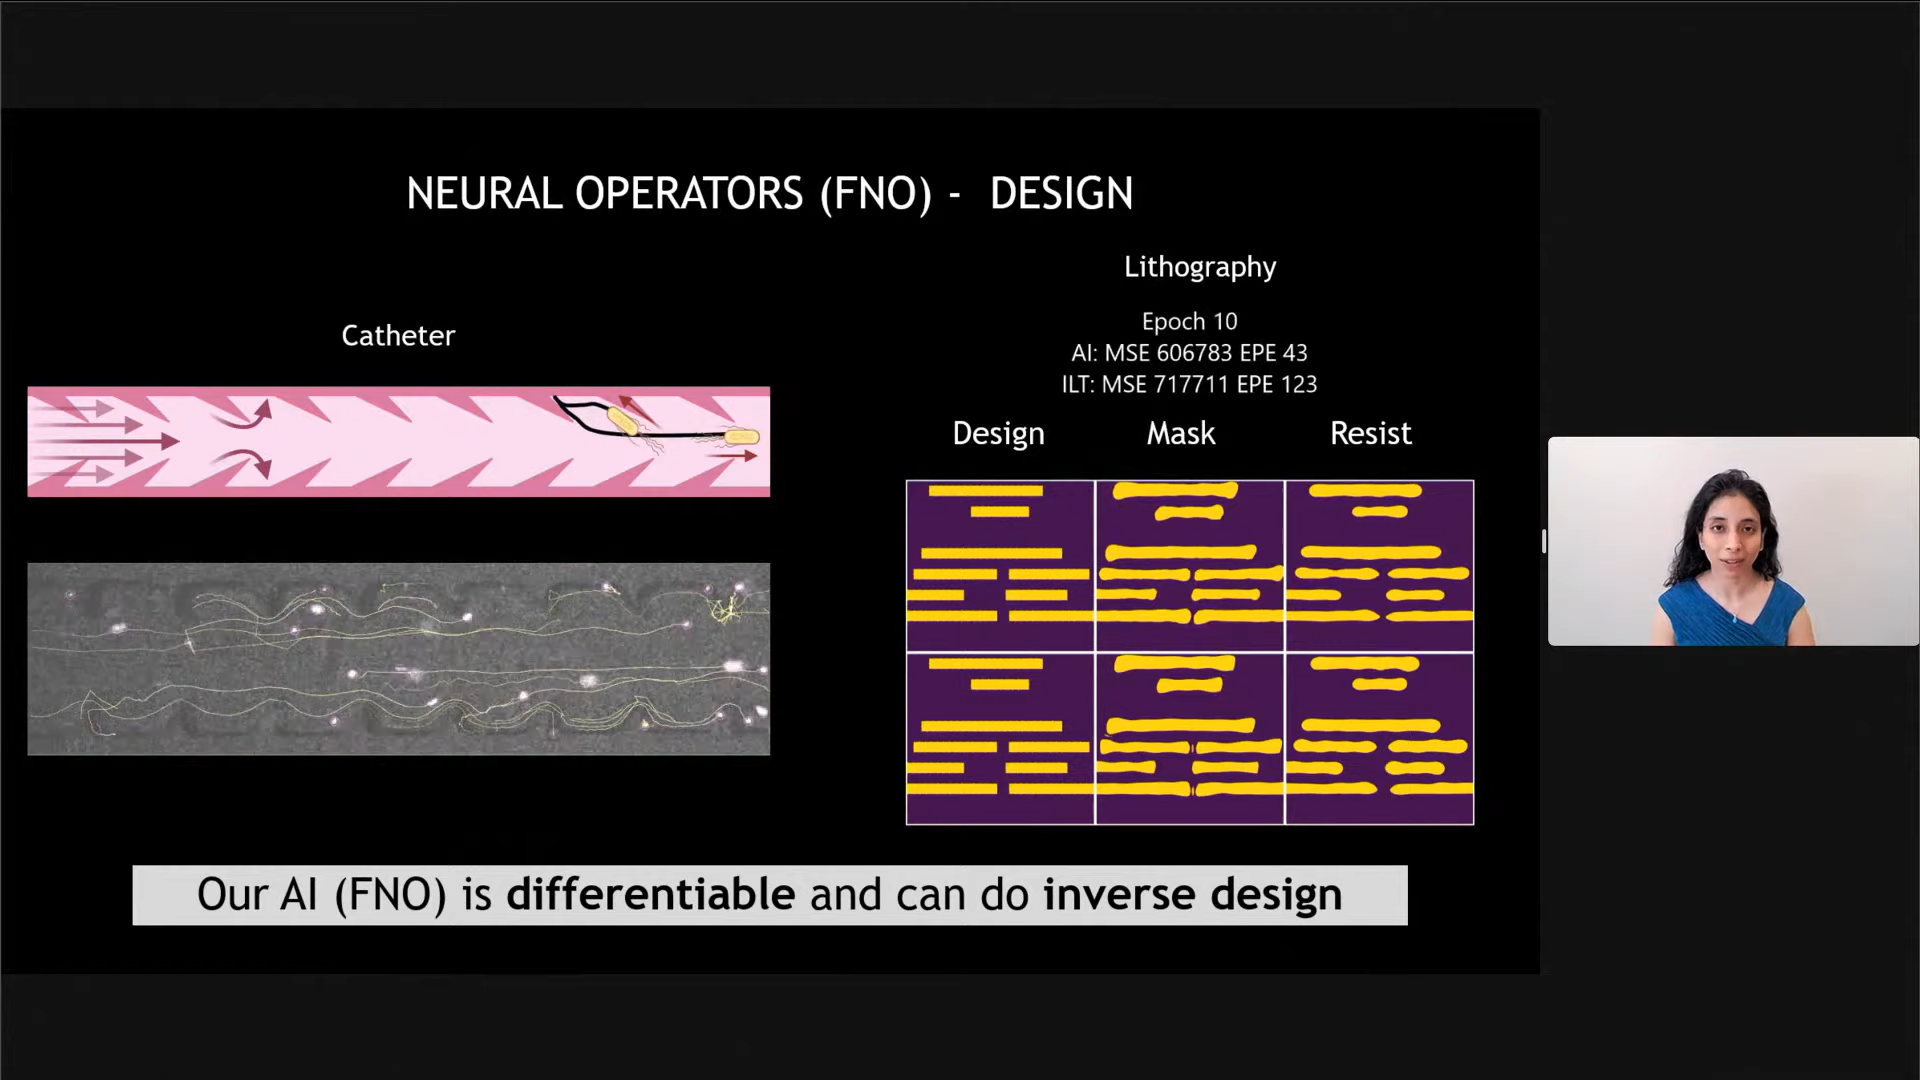 NEURAL OPERATORS (FNO) - DESIGN
Catheter
Lithography
Epoch 10
AI: MSE 606783 EPE 43
ILT: MSE 717711 EPE 123
Design Mask Resist
Our AI (FNO) is differentiable and can do inverse design